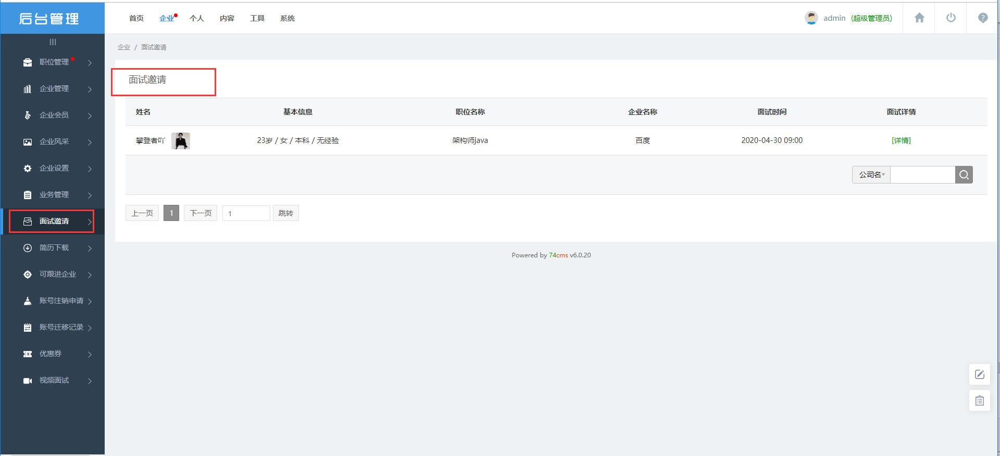 后台管理
首页 企业 个人 内容 工具 系统
admin (超级管理员)
职位管理
企业管理
企业会员
企业风采
企业设置
业务管理
面试邀请
简历下载
可跟进企业
账号注销申请
账号迁移记录
优惠券
视频面试
企业 / 面试邀请
面试邀请
姓名 基本信息 职位名称 企业名称 面试时间 面试详情
攀登者吖 23岁 / 女 / 本科 / 无经验 架构师java 百度 2020-04-30 09:00 [详情]
公司名
上一页 1 下一页 1 跳转
Powered by 74cms v6.0.20